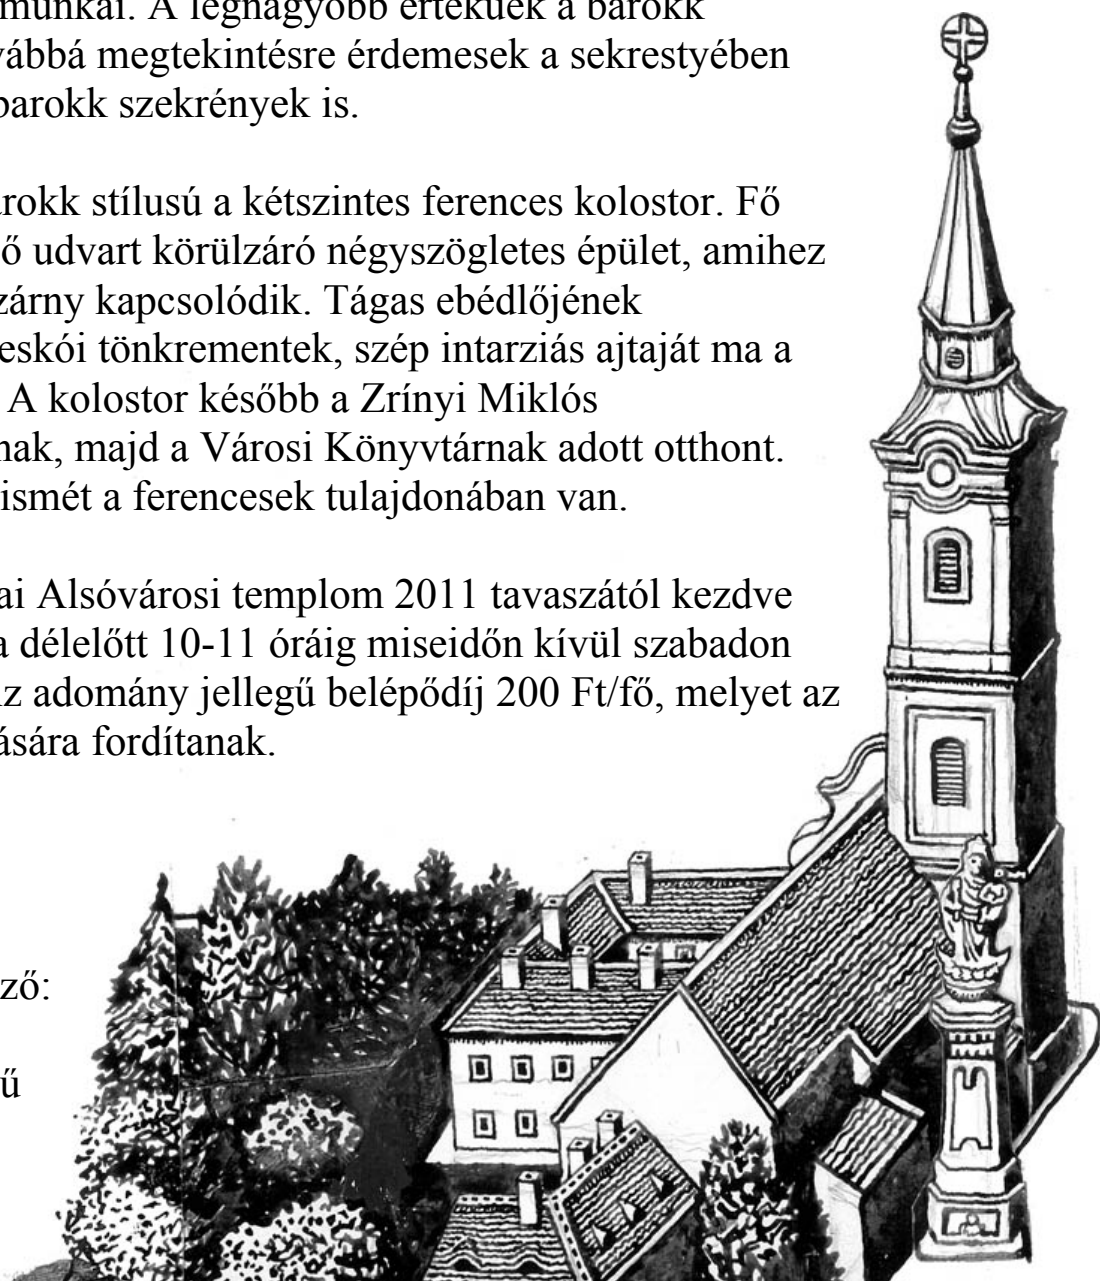 munkái. A legnagyobb értékűek a barokk
vábbá megtekintésre érdemesek a sekrestyében
barokk szekrények is.
arokk stílusú a kétszintes ferences kolostor. Fő
ő udvart körülzáró négyszögletes épület, amihez
zárny kapcsolódik. Tágas ebédlőjének
eskói tönkrementek, szép intarziás ajtaját ma a
A kolostor később a Zrínyi Miklós
nak, majd a Városi Könyvtárnak adott otthont.
ismét a ferencesek tulajdonában van.
ai Alsóvárosi templom 2011 tavaszától kezdve
a délelőtt 10-11 óráig miseidőn kívül szabadon
az adomány jellegű belépődíj 200 Ft/fő, melyet az
ására fordítanak.
ző:
ű